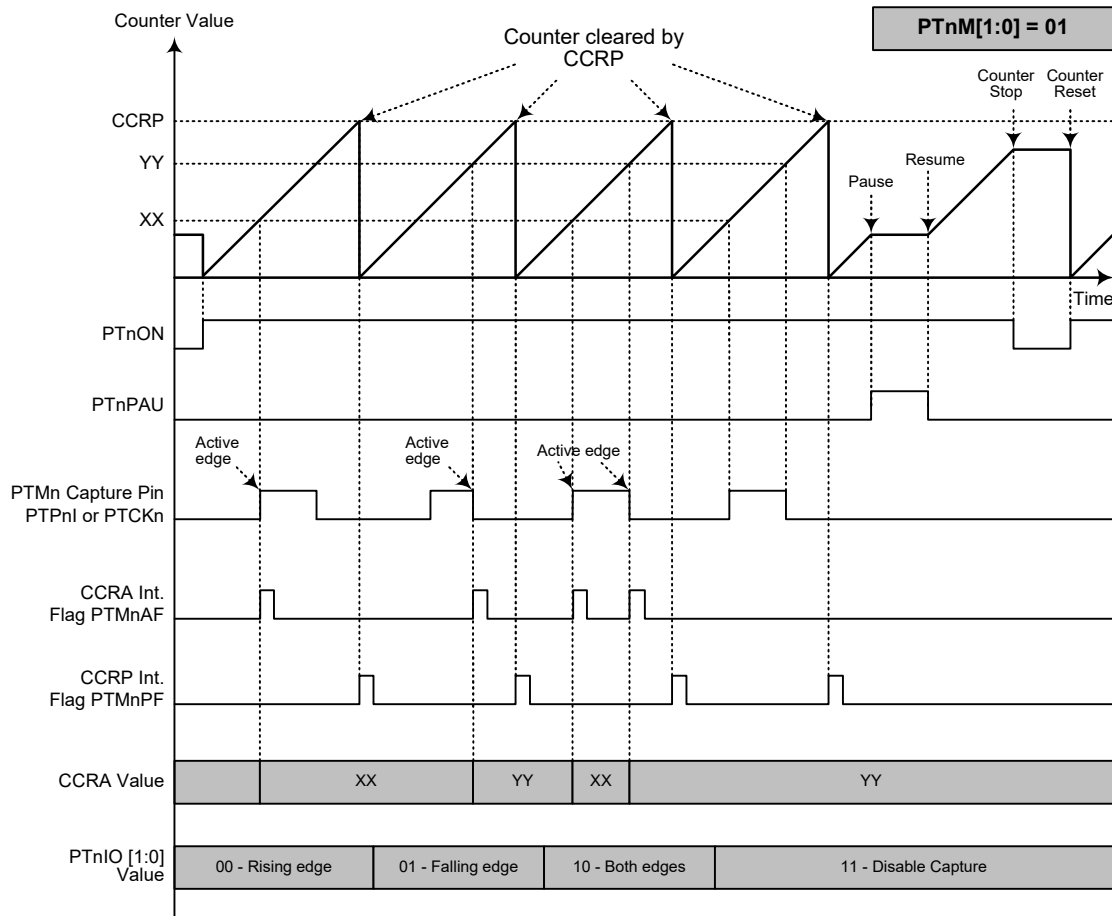 Counter Value
PTnM[1:0] = 01
Counter cleared by
CCRP
Counter
Stop
Counter
Reset
CCRP
YY
Resume
Pause
XX
Time
PTnON
PTnPAU
Active
edge
Active
edge
Active edge
PTMn Capture Pin
PTPnI or PTCKn
CCRA Int.
Flag PTMnAF
CCRP Int.
Flag PTMnPF
CCRA Value
XX
YY
XX
YY
PTnIO [1:0]
Value
00 - Rising edge
01 - Falling edge
10 - Both edges
11 - Disable Capture